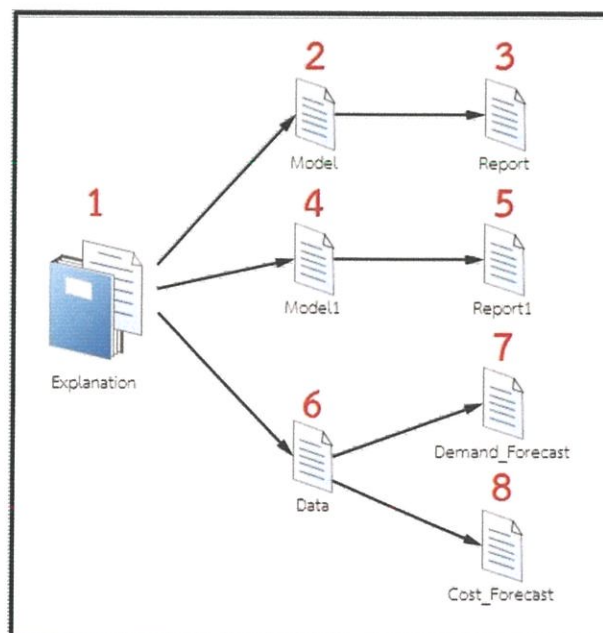 2
3
Model
Report
1
4
5
Model1
Report1
Explanation
7
6
Demand_Forecast
Data
8
Cost_Forecast